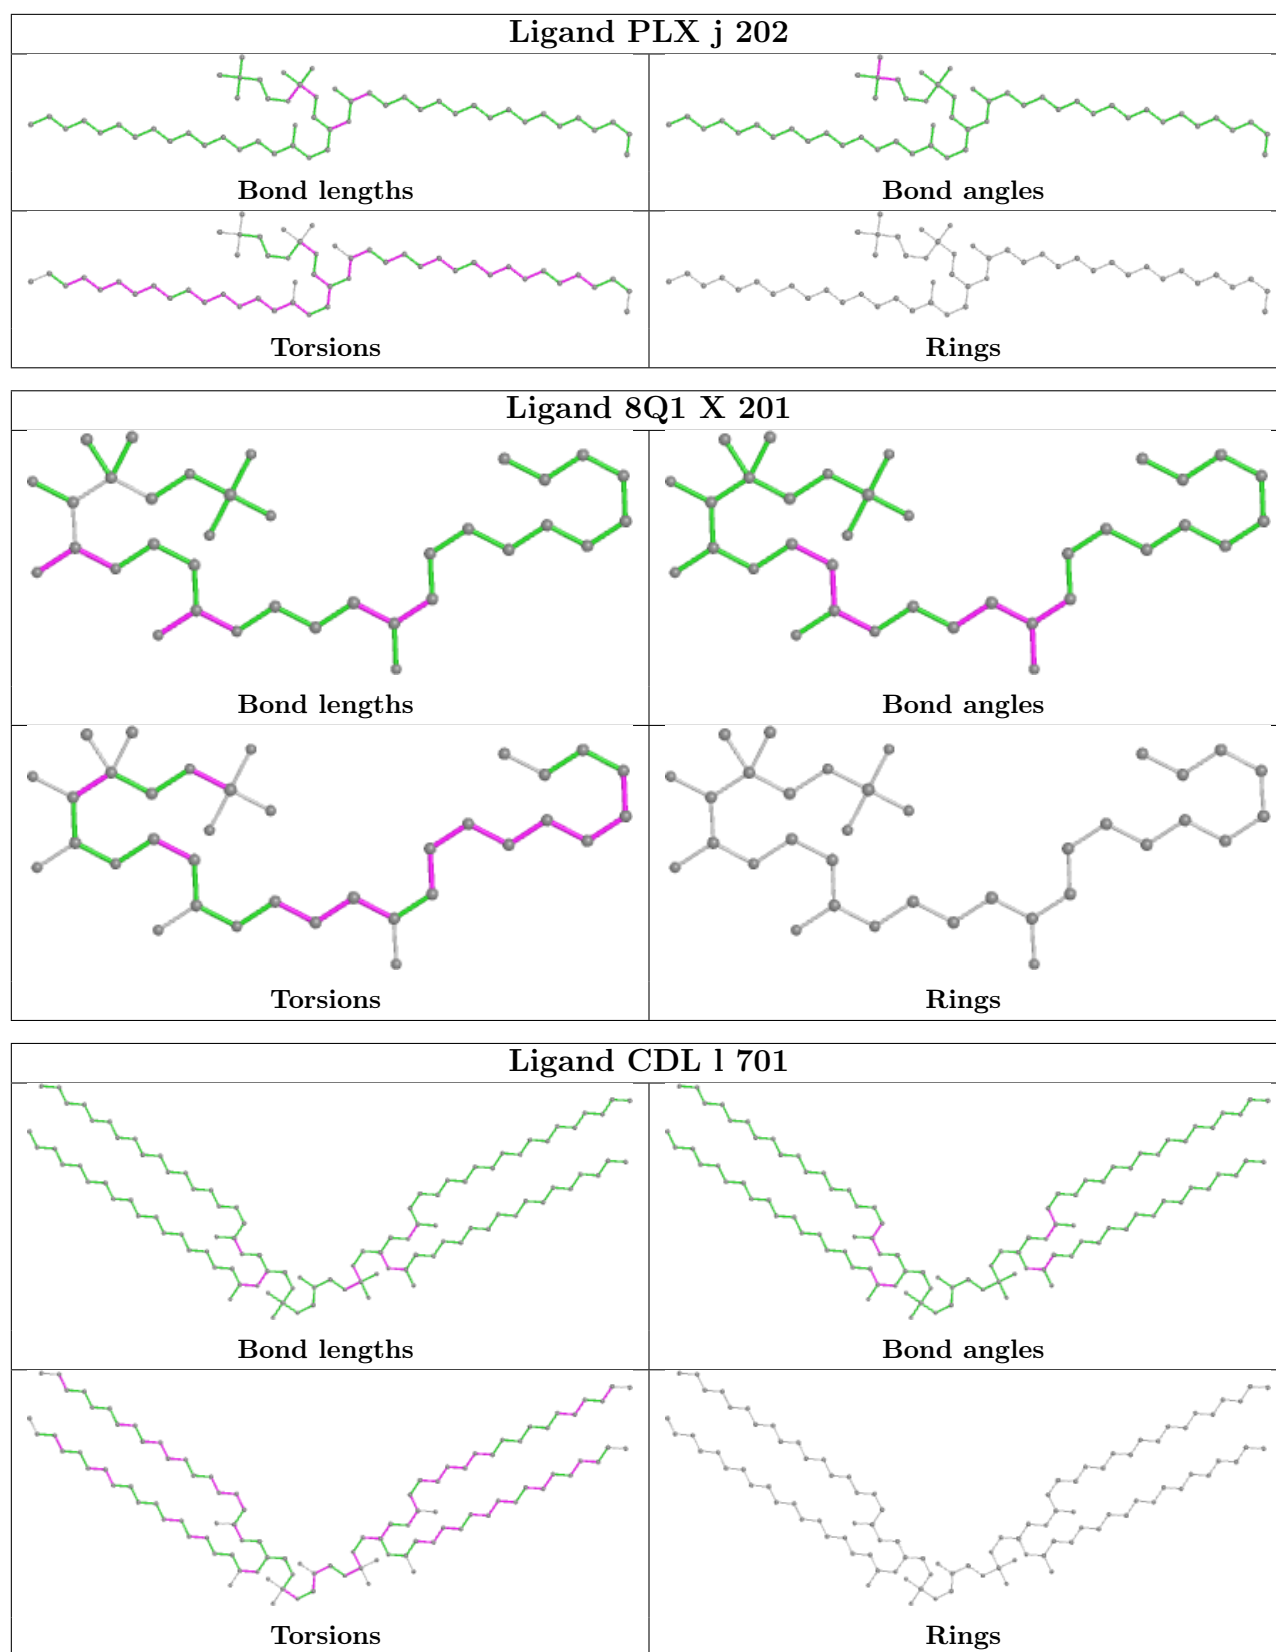 Ligand PLX j 202
Bond lengths
Bond angles
Torsions
Rings
Ligand 8Q1 X 201
Bond lengths
Bond angles
Torsions
Rings
Ligand CDL l 701
Bond lengths
Bond angles
Torsions
Rings